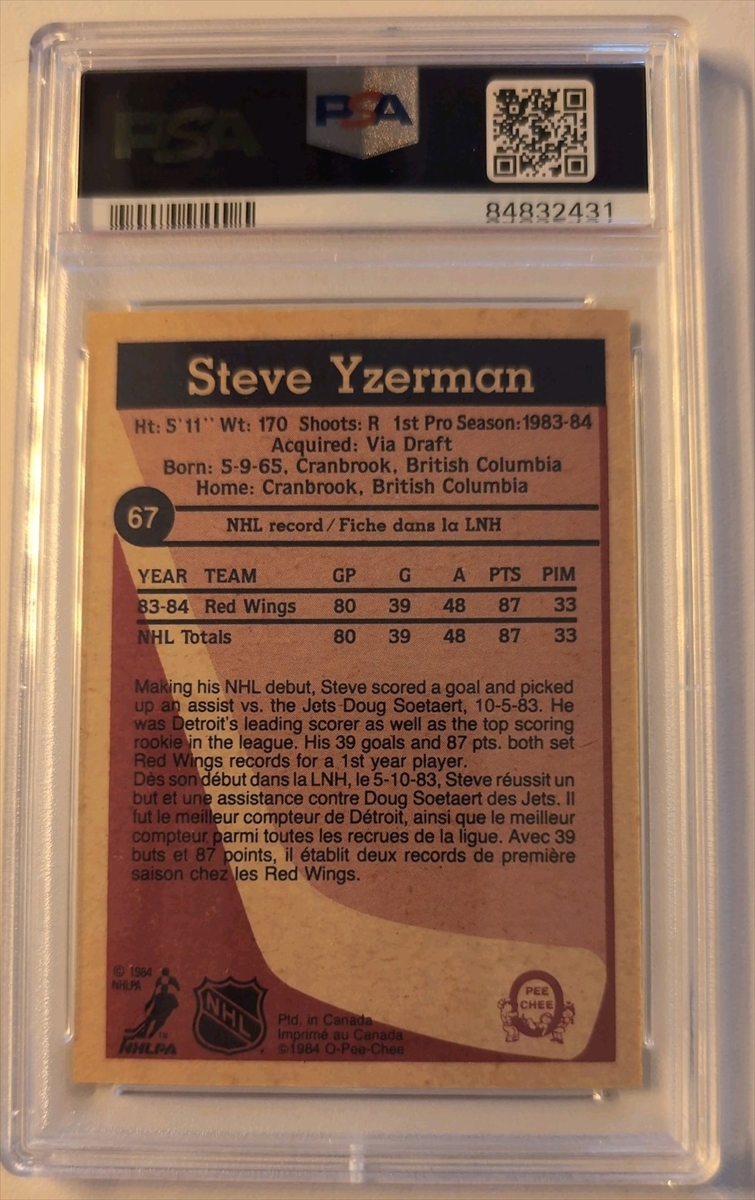 PSA
PSA
84832431
Steve Yzerman
Ht: 5'11" Wt: 170 Shoots: R 1st Pro Season: 1983-84
Acquired: Via Draft
Born: 5-9-65, Cranbrook, British Columbia
Home: Cranbrook, British Columbia
67
NHL record/Fiche dans la LNH
YEAR TEAM GP G A PTS PIM
83-84 Red Wings 80 39 48 87 33
NHL Totals 80 39 48 87 33
Making his NHL debut, Steve scored a goal and picked
up an assist vs. the Jets Doug Soetaert, 10-5-83. He
was Detroit's leading scorer as well as the top scoring
rookie in the league. His 39 goals and 87 pts. both set
Red Wings records for a 1st year player.
Dès son début dans la LNH, le 5-10-83, Steve réussit un
but et une assistance contre Doug Soetaert des Jets. Il
fut le meilleur compteur de Détroit, ainsi que le meilleur
compteur parmi toutes les recrues de la ligue. Avec 39
buts et 87 points, il établit deux records de première
saison chez les Red Wings.
© 1984
NHLPA
NHLPA
TM
NHL
Ptd. in Canada
Imprimé au Canada
©1984 O-Pee-Chee
PEE
CHEE